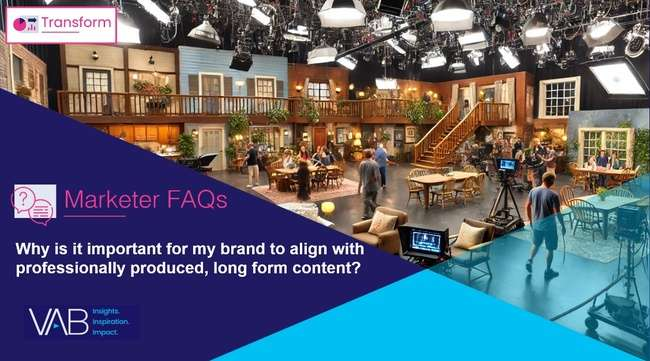 Transform
Marketer FAQs
Why is it important for my brand to align with
professionally produced, long form content?
VAB
Insights.
Inspiration.
Impact.